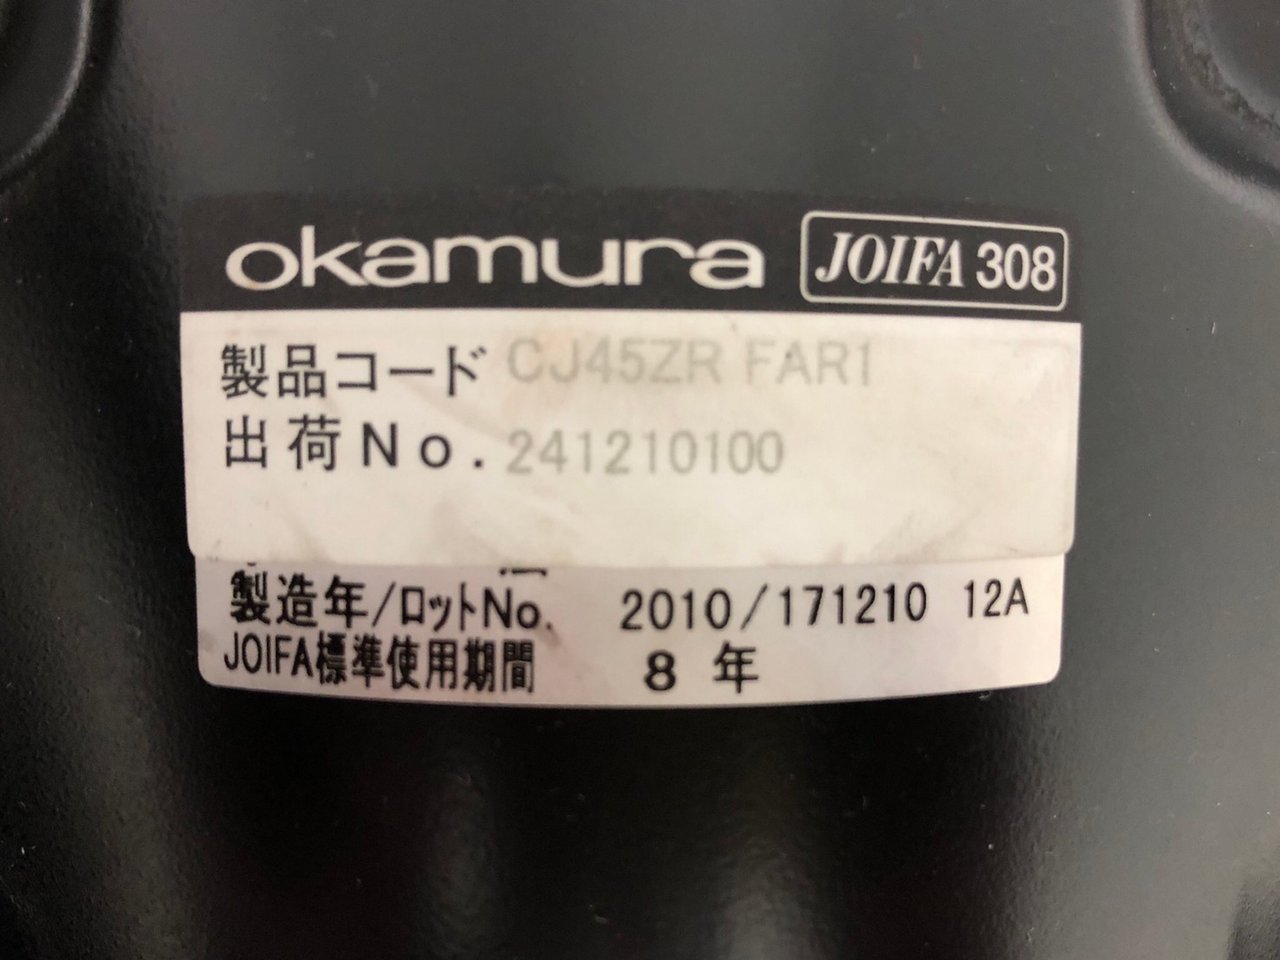 okamura JOIFA 308
製品コード CJ45ZR FAR1
出荷No. 241210100
製造年/ロットNo. 2010/171210 12A
JOIFA標準使用期間 8年